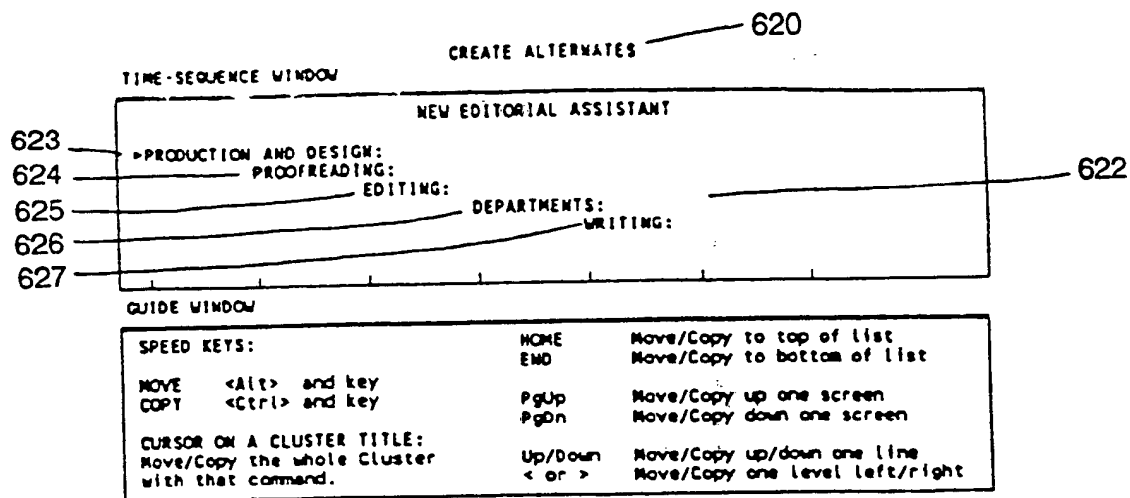 620
CREATE ALTERNATES
TIME-SEQUENCE WINDOW
NEW EDITORIAL ASSISTANT
623
▸PRODUCTION AND DESIGN:
624
PROOFREADING:
622
625
EDITING:
626
DEPARTMENTS:
627
WRITING:
GUIDE WINDOW
SPEED KEYS:
HOME Move/Copy to top of list
END Move/Copy to bottom of list
MOVE <Alt> and key
COPY <Ctrl> and key
PgUp Move/Copy up one screen
PgDn Move/Copy down one screen
CURSOR ON A CLUSTER TITLE:
Move/Copy the whole Cluster
with that command.
Up/Down Move/Copy up/down one line
< or > Move/Copy one level left/right